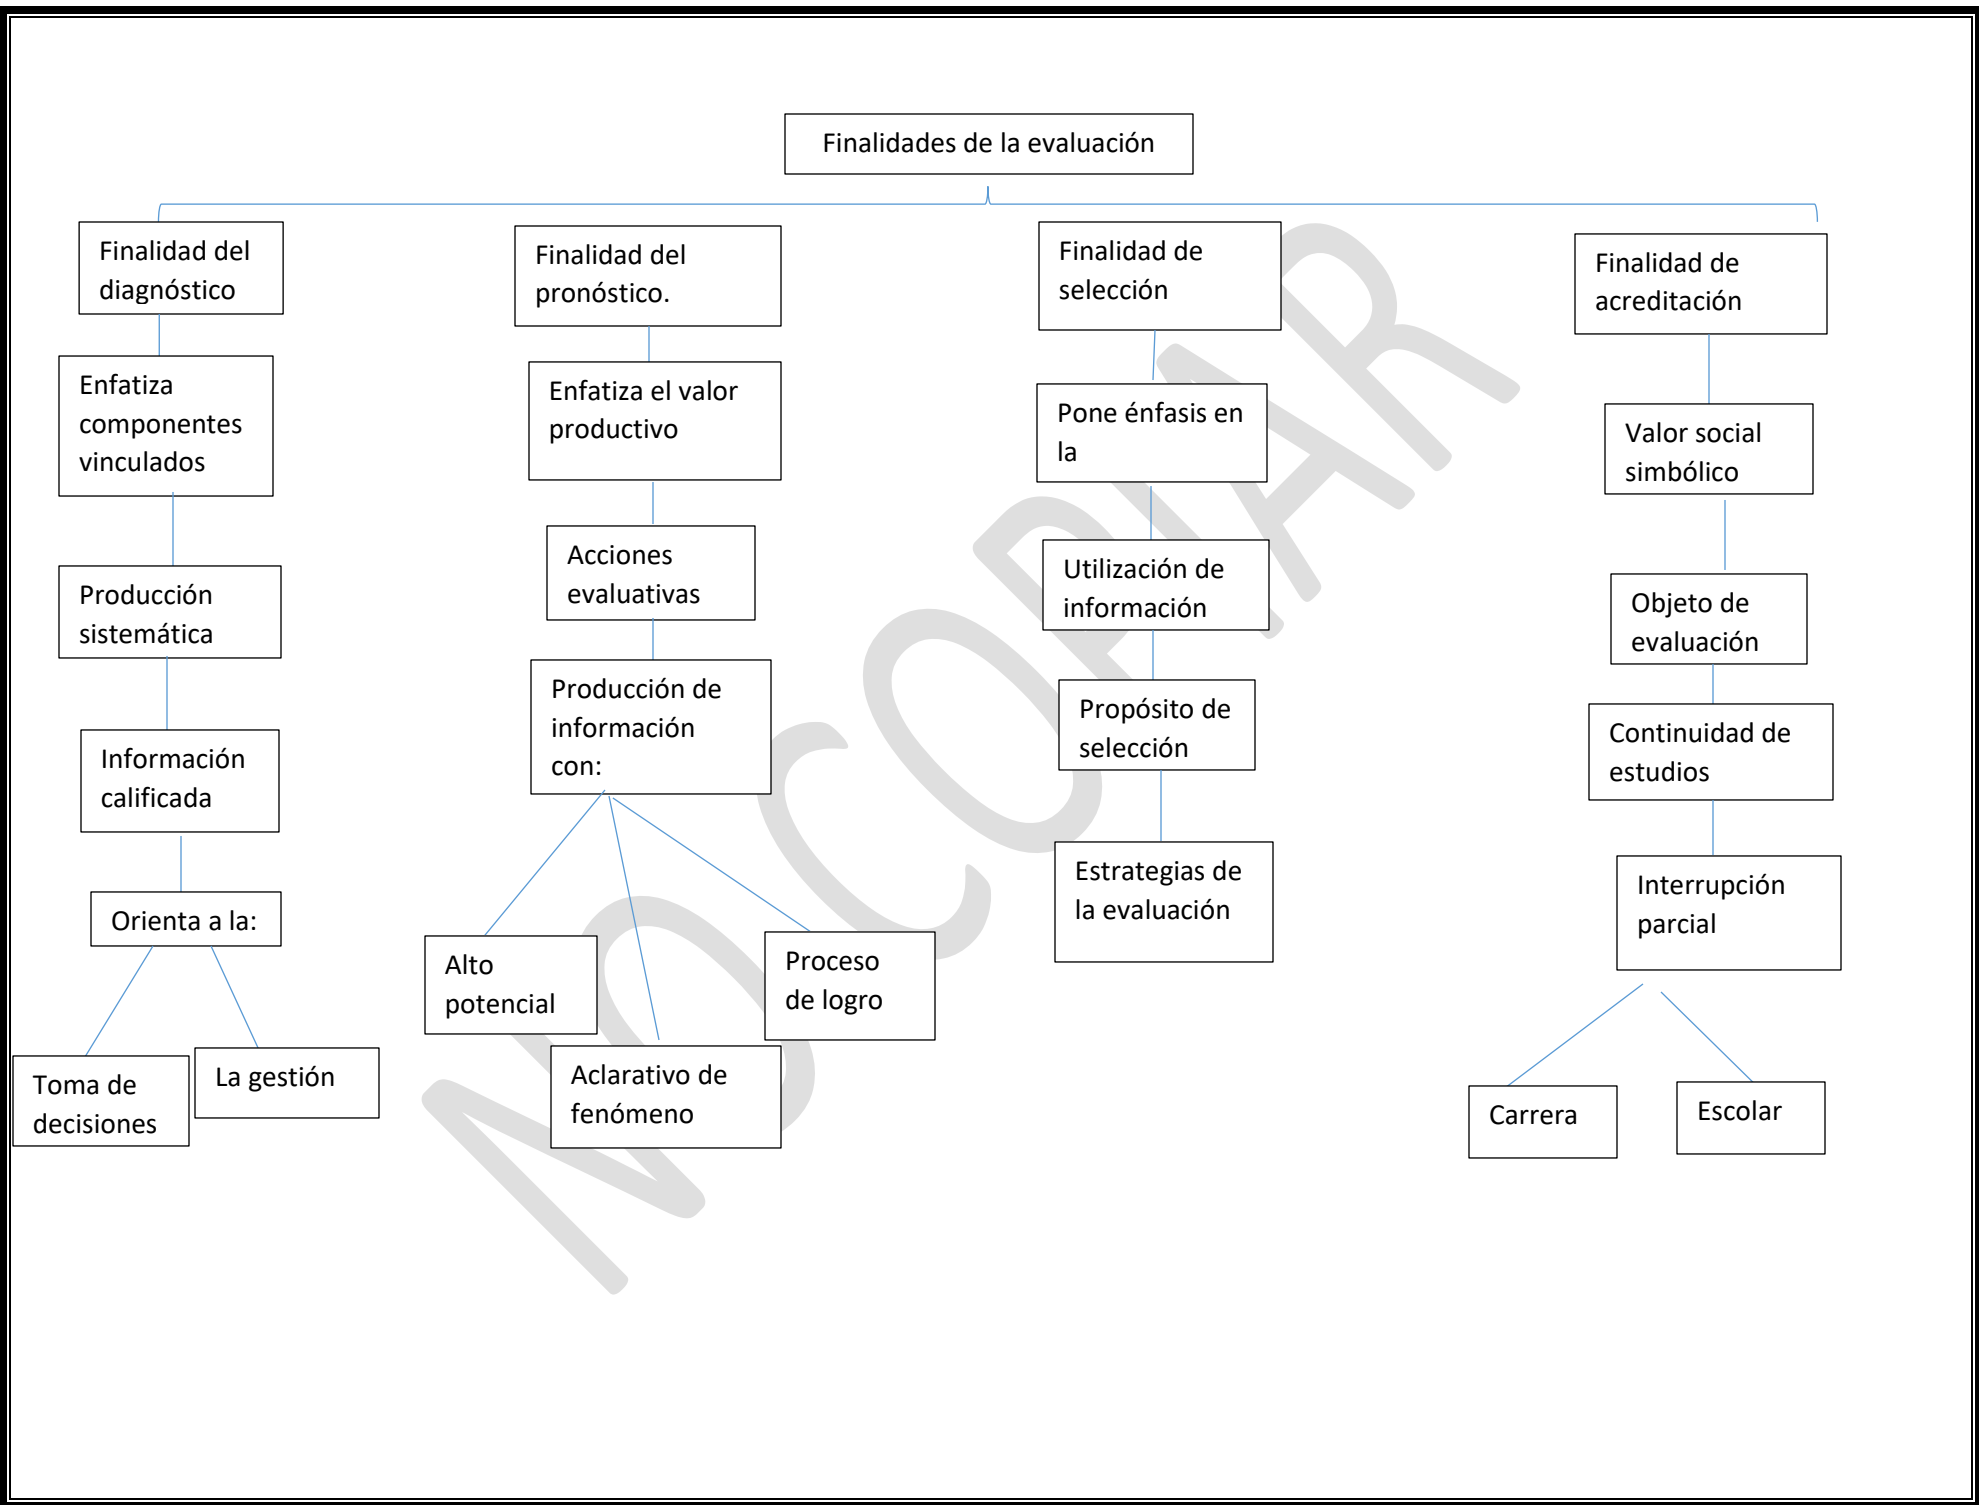 Finalidades de la evaluación
Finalidad del
diagnóstico
Enfatiza
componentes
vinculados
Producción
sistemática
Información
calificada
Orienta a la:
Toma de
decisiones
La gestión
Finalidad del
pronóstico.
Enfatiza el valor
productivo
Acciones
evaluativas
Producción de
información
con:
Alto
potencial
Aclarativo de
fenómeno
Proceso
de logro
Finalidad de
selección
Pone énfasis en
la
Utilización de
información
Propósito de
selección
Estrategias de
la evaluación
Finalidad de
acreditación
Valor social
simbólico
Objeto de
evaluación
Continuidad de
estudios
Interrupción
parcial
Carrera
Escolar
NO COPIAR